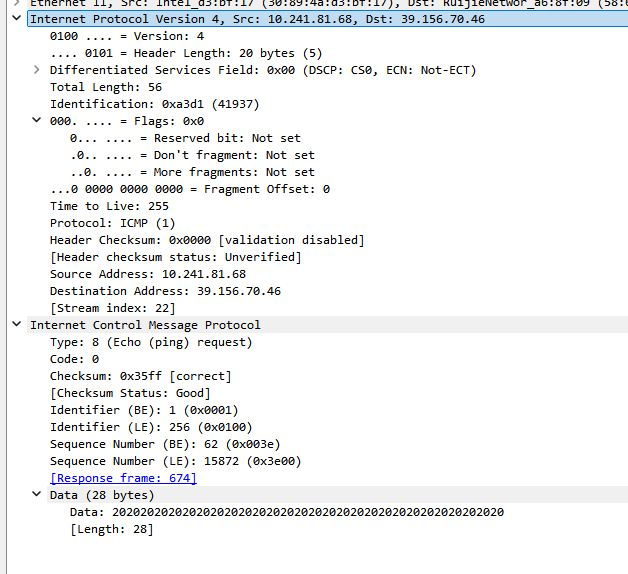 Ethernet II, Src: Intel_d3:bf:17 (30:89:4a:d3:bf:17), Dst: RuijieNetwor_a6:8f:09 (58:6
Internet Protocol Version 4, Src: 10.241.81.68, Dst: 39.156.70.46
0100 .... = Version: 4
.... 0101 = Header Length: 20 bytes (5)
Differentiated Services Field: 0x00 (DSCP: CS0, ECN: Not-ECT)
Total Length: 56
Identification: 0xa3d1 (41937)
000. .... = Flags: 0x0
0... .... = Reserved bit: Not set
.0.. .... = Don't fragment: Not set
..0. .... = More fragments: Not set
...0 0000 0000 0000 = Fragment Offset: 0
Time to Live: 255
Protocol: ICMP (1)
Header Checksum: 0x0000 [validation disabled]
[Header checksum status: Unverified]
Source Address: 10.241.81.68
Destination Address: 39.156.70.46
[Stream index: 22]
Internet Control Message Protocol
Type: 8 (Echo (ping) request)
Code: 0
Checksum: 0x35ff [correct]
[Checksum Status: Good]
Identifier (BE): 1 (0x0001)
Identifier (LE): 256 (0x0100)
Sequence Number (BE): 62 (0x003e)
Sequence Number (LE): 15872 (0x3e00)
[Response frame: 674]
Data (28 bytes)
Data: 20202020202020202020202020202020202020202020202020202020
[Length: 28]